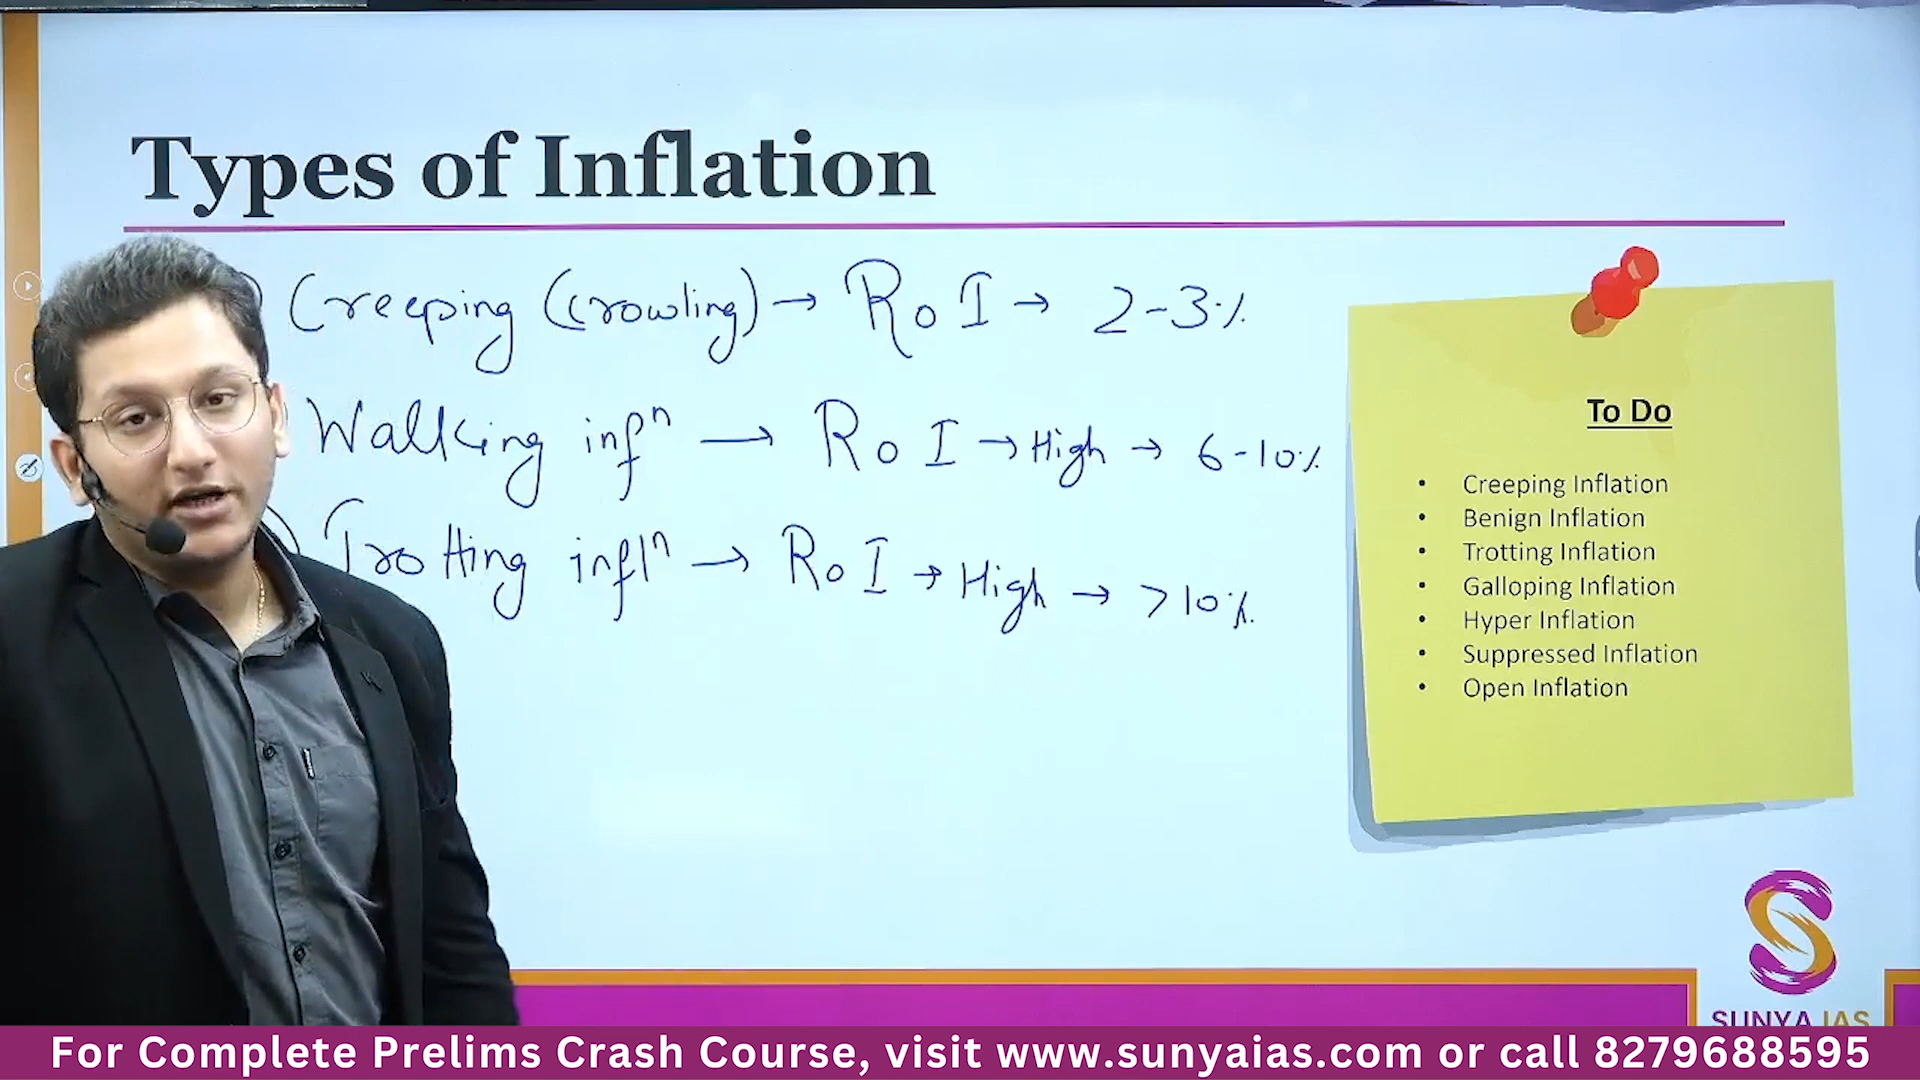 Types of Inflation
Creeping (Crowling) → RoI → 2-3%
Walking infⁿ → RoI → High → 6-10%
Trotting inflⁿ → RoI → High → >10%
To Do
• Creeping Inflation
• Benign Inflation
• Trotting Inflation
• Galloping Inflation
• Hyper Inflation
• Suppressed Inflation
• Open Inflation
SUNYA IAS
For Complete Prelims Crash Course, visit www.sunyaias.com or call 8279688595